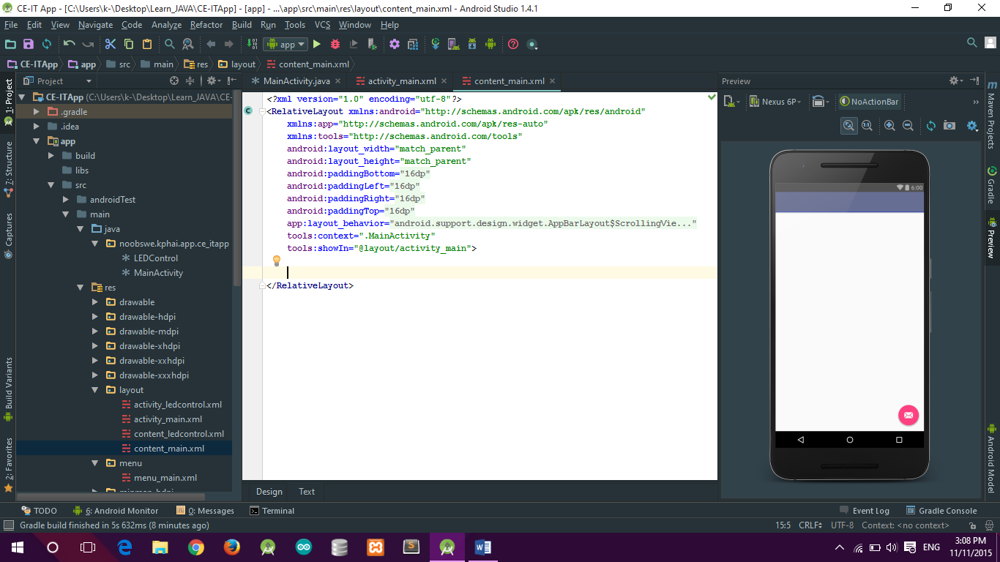 CE-IT App - [C:\Users\k-\Desktop\Learn_JAVA\CE-ITApp] - [app] - ...\app\src\main\res\layout\content_main.xml - Android Studio 1.4.1
File Edit View Navigate Code Analyze Refactor Build Run Tools VCS Window Help
app
CE-ITApp app src main res layout content_main.xml
Project
MainActivity.java activity_main.xml content_main.xml
Preview
1: Project
7: Structure
Captures
Build Variants
2: Favorites
CE-ITApp (C:\Users\k-\Desktop\Learn_JAVA\CE-
.gradle
.idea
app
build
libs
src
androidTest
main
java
noobswe.kphai.app.ce_itapp
LEDControl
MainActivity
res
drawable
drawable-hdpi
drawable-mdpi
drawable-xhdpi
drawable-xxhdpi
drawable-xxxhdpi
layout
activity_ledcontrol.xml
activity_main.xml
content_ledcontrol.xml
content_main.xml
menu
menu_main.xml
<?xml version="1.0" encoding="utf-8"?>
<RelativeLayout xmlns:android="http://schemas.android.com/apk/res/android"
xmlns:app="http://schemas.android.com/apk/res-auto"
xmlns:tools="http://schemas.android.com/tools"
android:layout_width="match_parent"
android:layout_height="match_parent"
android:paddingBottom="16dp"
android:paddingLeft="16dp"
android:paddingRight="16dp"
android:paddingTop="16dp"
app:layout_behavior="android.support.design.widget.AppBarLayout$ScrollingVie..."
tools:context=".MainActivity"
tools:showIn="@layout/activity_main">
</RelativeLayout>
Design Text
Nexus 6P NoActionBar
6:00
Maven Projects
Gradle
Preview
Android Model
TODO 6: Android Monitor 0: Messages Terminal Event Log Gradle Console
Gradle build finished in 5s 632ms (8 minutes ago) 15:5 CRLF UTF-8 Context: <no context>
ENG
3:08 PM
11/11/2015